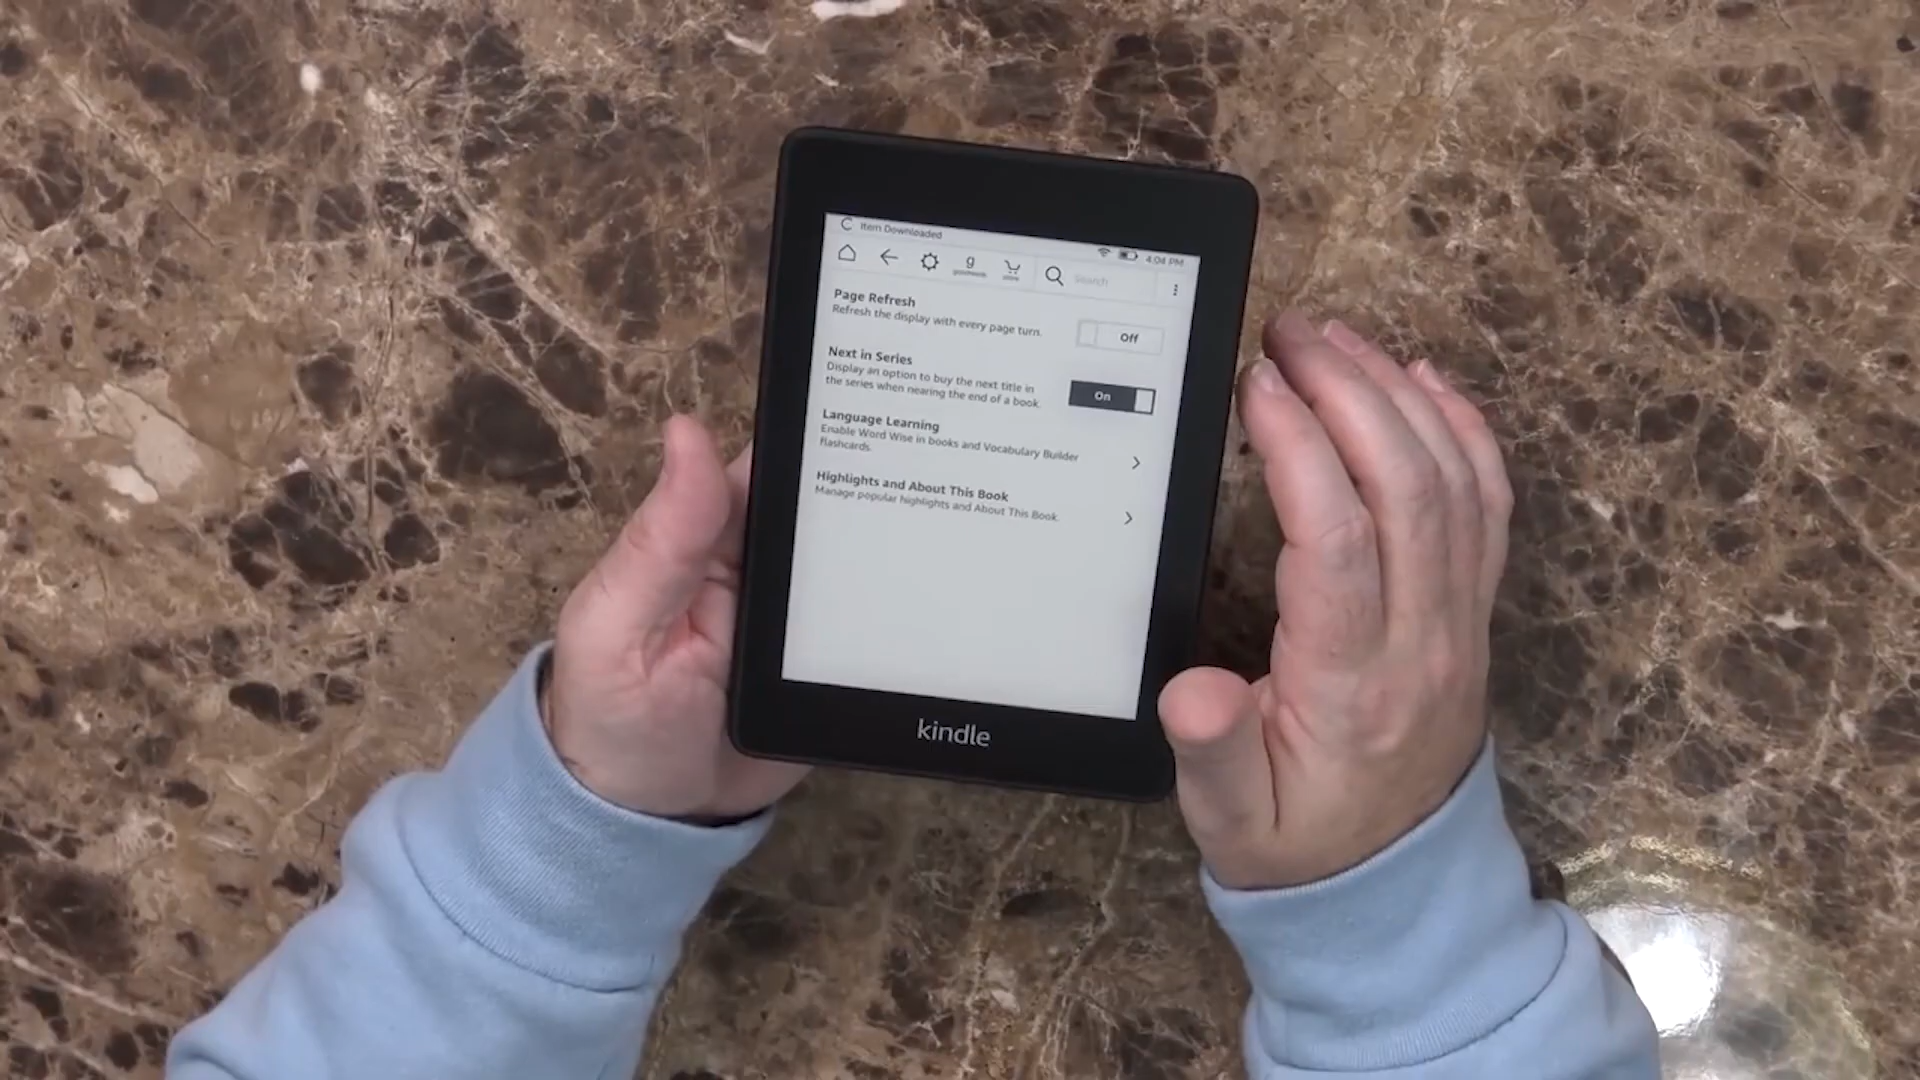 Item Downloaded
4:04 PM
goodreads
store
Search
Page Refresh
Refresh the display with every page turn.
Off
Next in Series
Display an option to buy the next title in
the series when nearing the end of a book.
On
Language Learning
Enable Word Wise in books and Vocabulary Builder
flashcards.
Highlights and About This Book
Manage popular highlights and About This Book.
kindle